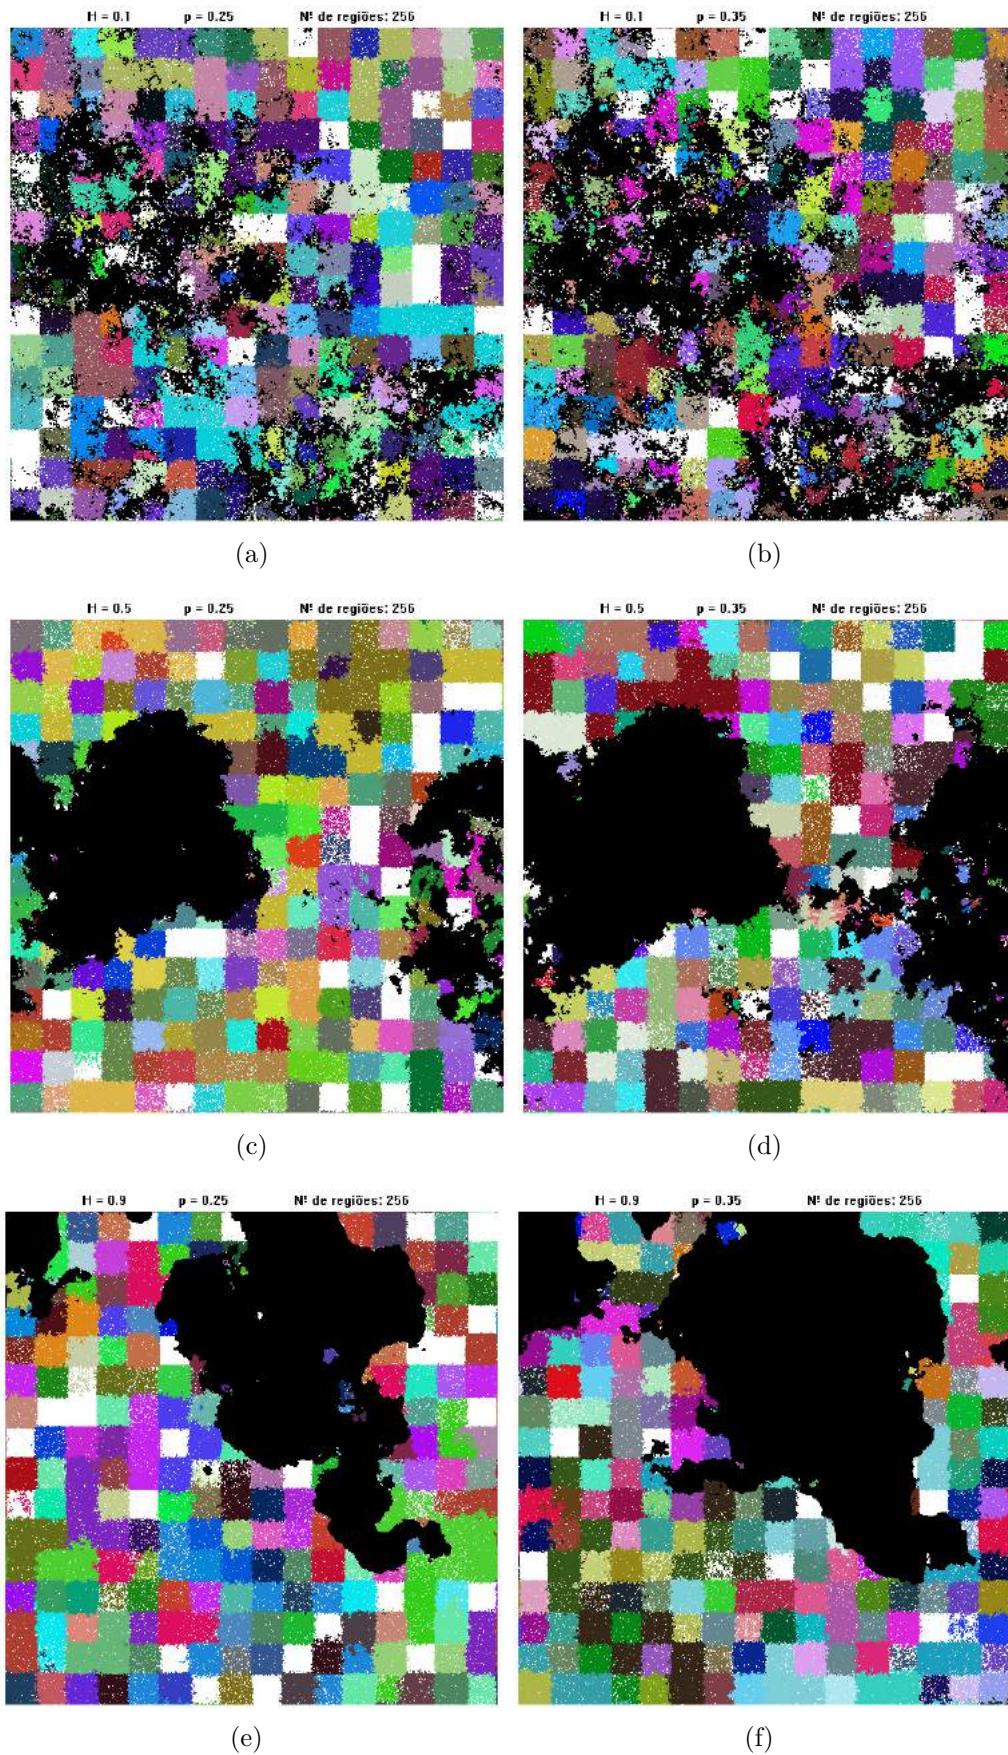 H = 0.1 p = 0.25 Nº de regiões: 256
H = 0.1 p = 0.35 Nº de regiões: 256
(a)
(b)
H = 0.5 p = 0.25 Nº de regiões: 256
H = 0.5 p = 0.35 Nº de regiões: 256
(c)
(d)
H = 0.9 p = 0.25 Nº de regiões: 256
H = 0.9 p = 0.35 Nº de regiões: 256
(e)
(f)